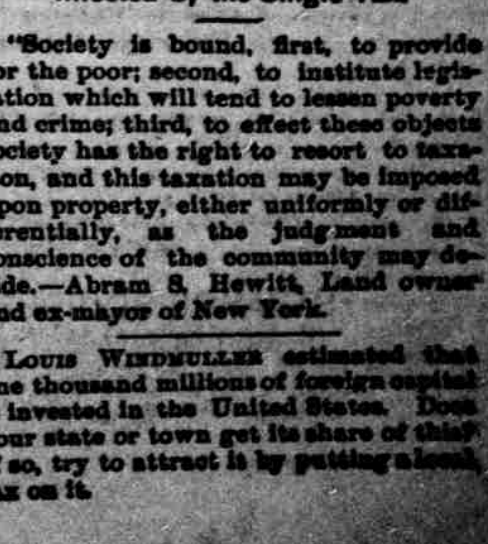 "Society is bound, first, to provide
or the poor; second, to institute legis-
ation which will tend to lessen poverty
nd crime; third, to effect these objects
ociety has the right to resort to taxa-
on, and this taxation may be imposed
pon property, either uniformly or dif-
erentially, as the judgment and
onscience of the community may de-
ide.—Abram S. Hewitt, Land owner
nd ex-mayor of New York.
LOUIS WINDMULLER estimated that
ne thousand millions of foreign capital
invested in the United States. Does
our state or town get its share of this?
f so, try to attract it by putting a local
ax on it.